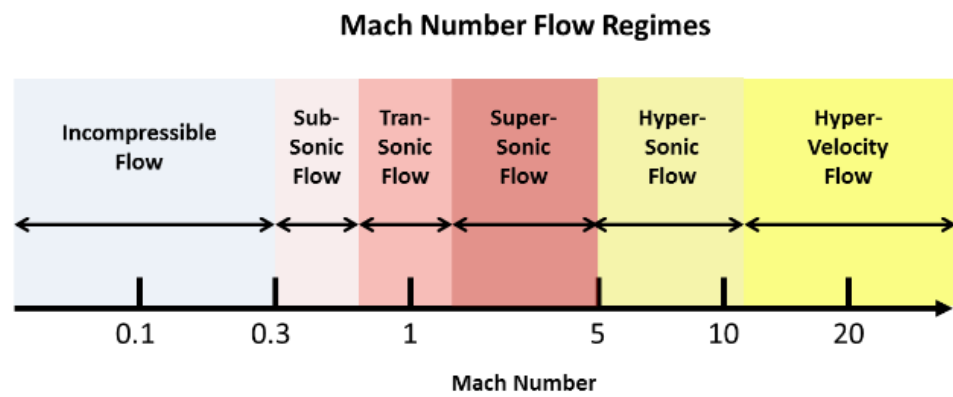 Mach Number Flow Regimes
Incompressible
Flow
Sub-
Sonic
Flow
Tran-
Sonic
Flow
Super-
Sonic
Flow
Hyper-
Sonic
Flow
Hyper-
Velocity
Flow
0.1 0.3 1 5 10 20
Mach Number